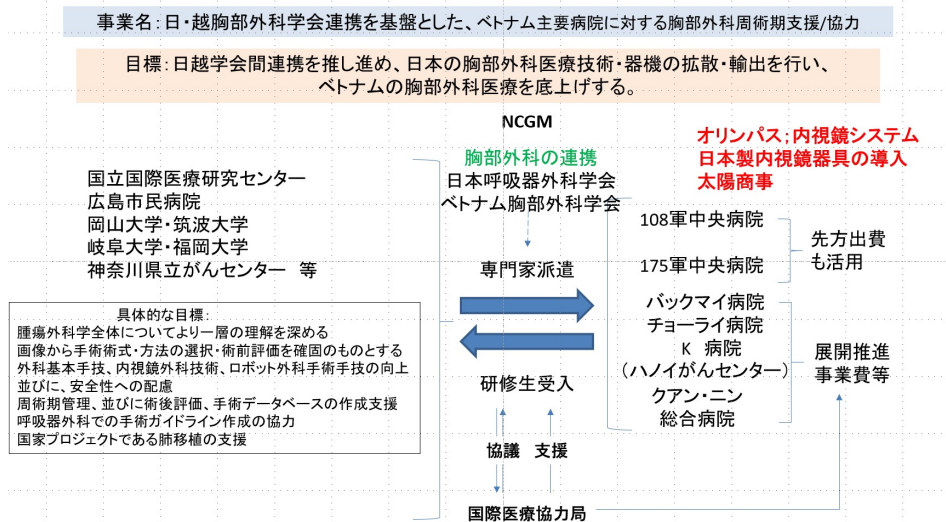 事業名：日・越胸部外科学会連携を基盤とした、ベトナム主要病院に対する胸部外科周術期支援/協力
目標：日越学会間連携を推し進め、日本の胸部外科医療技術・器機の拡散・輸出を行い、
ベトナムの胸部外科医療を底上げする。
NCGM
胸部外科の連携
日本呼吸器外科学会
ベトナム胸部外科学会
オリンパス；内視鏡システム
日本製内視鏡器具の導入
太陽商事
国立国際医療研究センター
広島市民病院
岡山大学・筑波大学
岐阜大学・福岡大学
神奈川県立がんセンター 等
専門家派遣
研修生受入
108軍中央病院
175軍中央病院
先方出費
も活用
バックマイ病院
チョーライ病院
K 病院
（ハノイがんセンター）
クアン・ニン
総合病院
展開推進
事業費等
具体的な目標：
腫瘍外科学全体についてより一層の理解を深める
画像から手術術式・方法の選択・術前評価を確固のものとする
外科基本手技、内視鏡外科技術、ロボット外科手術手技の向上
並びに、安全性への配慮
周術期管理、並びに術後評価、手術データベースの作成支援
呼吸器外科での手術ガイドライン作成の協力
国家プロジェクトである肺移植の支援
協議 支援
国際医療協力局